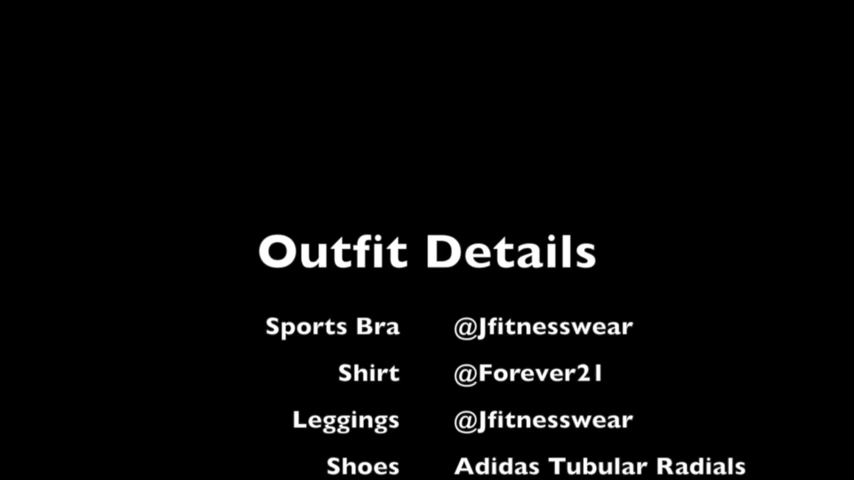 Outfit Details
Sports Bra @Jfitnesswear
Shirt @Forever21
Leggings @Jfitnesswear
Shoes Adidas Tubular Radials